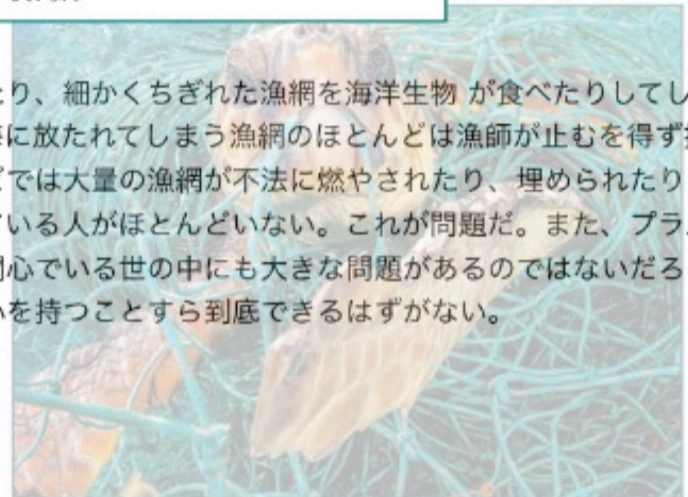 り、細かくちぎれた漁網を海洋生物 が食べたりしてし
に放たれてしまう漁網のほとんどは漁師が止むを得ず
では大量の漁網が不法に燃やされたり、埋められたり
いる人がほとんどいない。これが問題だ。また、 プラ
心でいる世の中にも大きな問題があるのではないだろ
を持つことすら到底できるはずがない。